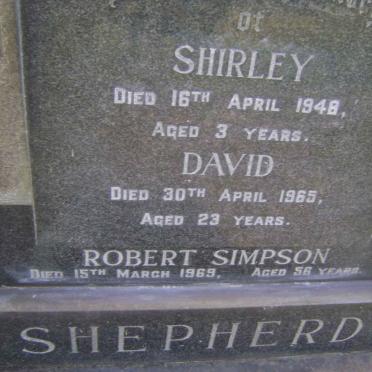 of
SHIRLEY
DIED 16TH APRIL 1948,
AGED 3 YEARS.
DAVID
DIED 30TH APRIL 1965,
AGED 23 YEARS.
ROBERT SIMPSON
DIED 15TH MARCH 1969, AGED 56 YEARS.
SHEPHERD